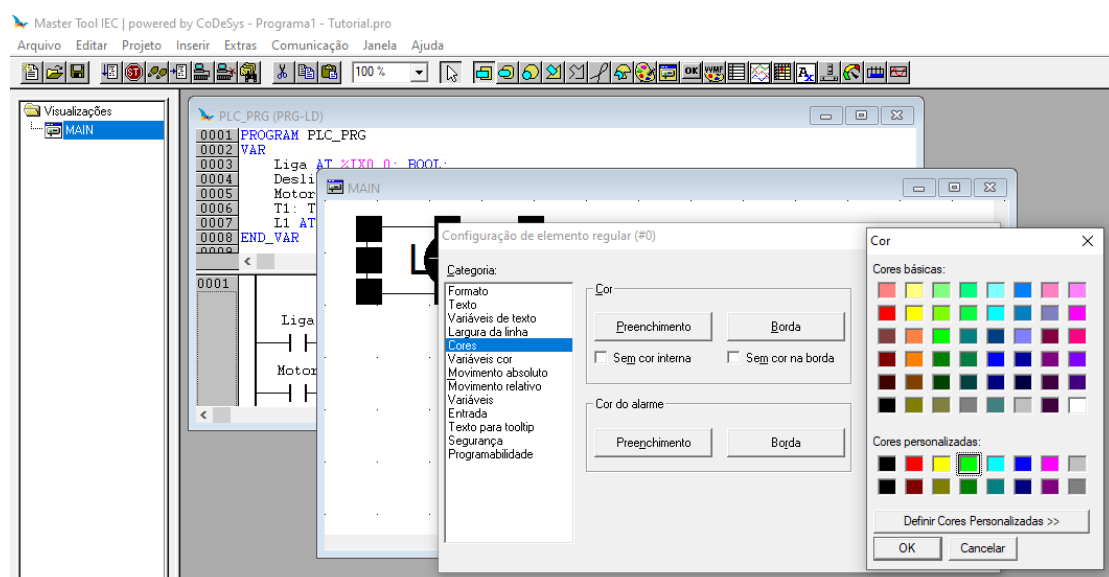 Master Tool IEC | powered by CoDeSys - Programa1 - Tutorial.pro
Arquivo Editar Projeto Inserir Extras Comunicação Janela Ajuda
100 %
OK
WMF
Visualizações
MAIN
PLC_PRG (PRG-LD)
0001 PROGRAM PLC_PRG
0002 VAR
0003 Liga AT %IX0.0: BOOL;
0004 Desli
0005 Motor
0006 T1: T
0007 L1 AT
0008 END_VAR
0009
0001
Liga
Motor
MAIN
L
Configuração de elemento regular (#0)
Categoria:
Formato
Texto
Variáveis de texto
Largura da linha
Cores
Variáveis cor
Movimento absoluto
Movimento relativo
Variáveis
Entrada
Texto para tooltip
Segurança
Programabilidade
Cor
Preenchimento
Borda
Sem cor interna
Sem cor na borda
Cor do alarme
Preenchimento
Borda
Cor
Cores básicas:
Cores personalizadas:
Definir Cores Personalizadas >>
OK
Cancelar